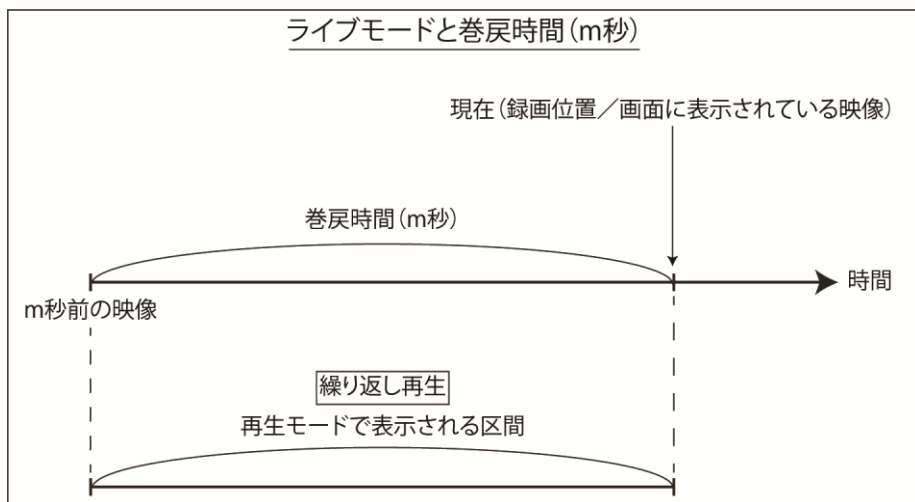 ライブモードと巻戻時間(m秒)
現在(録画位置／画面に表示されている映像)
巻戻時間(m秒)
時間
m秒前の映像
繰り返し再生
再生モードで表示される区間